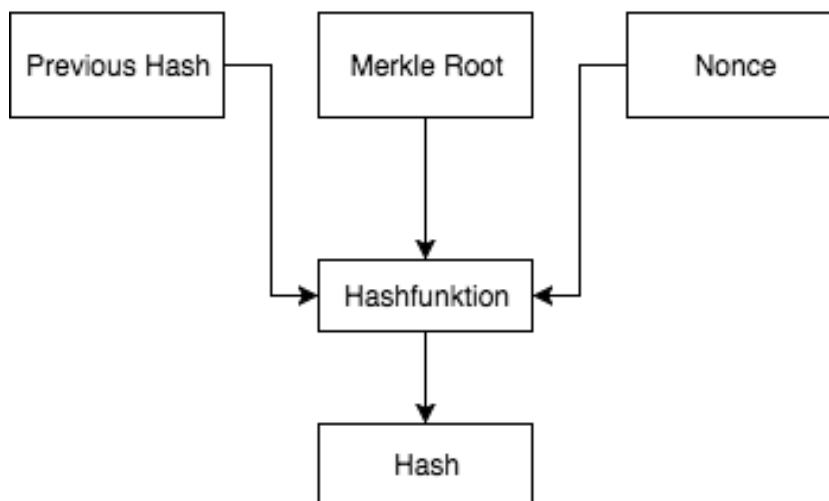 Previous Hash
Merkle Root
Nonce
Hashfunktion
Hash